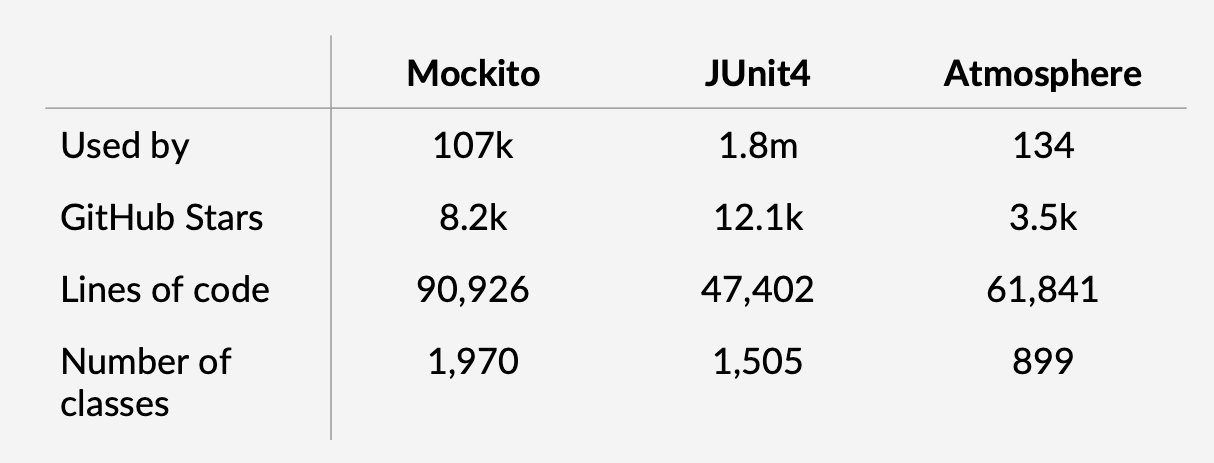 Mockito JUnit4 Atmosphere
Used by 107k 1.8m 134
GitHub Stars 8.2k 12.1k 3.5k
Lines of code 90,926 47,402 61,841
Number of 1,970 1,505 899
classes